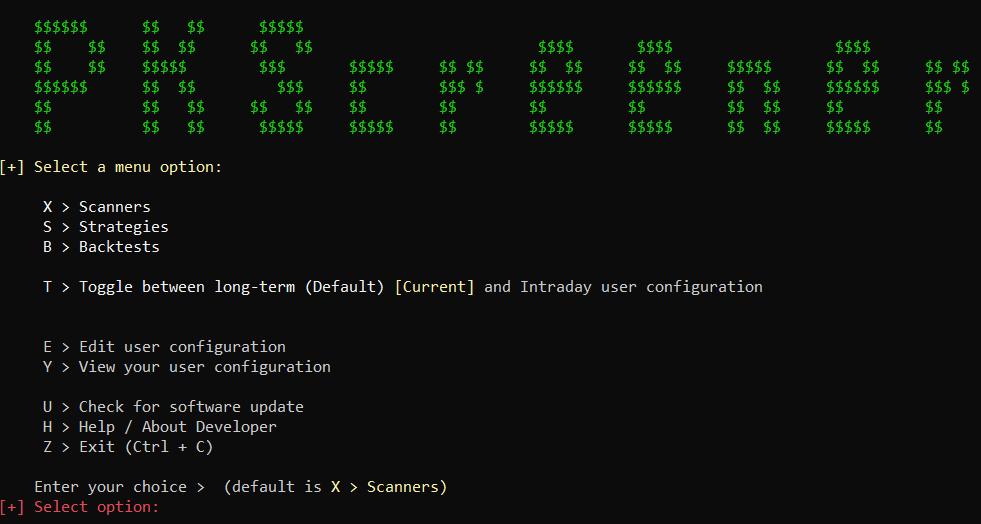 PKScreener
[+] Select a menu option:
X > Scanners
S > Strategies
B > Backtests
T > Toggle between long-term (Default) [Current] and Intraday user configuration
E > Edit user configuration
Y > View your user configuration
U > Check for software update
H > Help / About Developer
Z > Exit (Ctrl + C)
Enter your choice >  (default is X > Scanners)
[+] Select option: